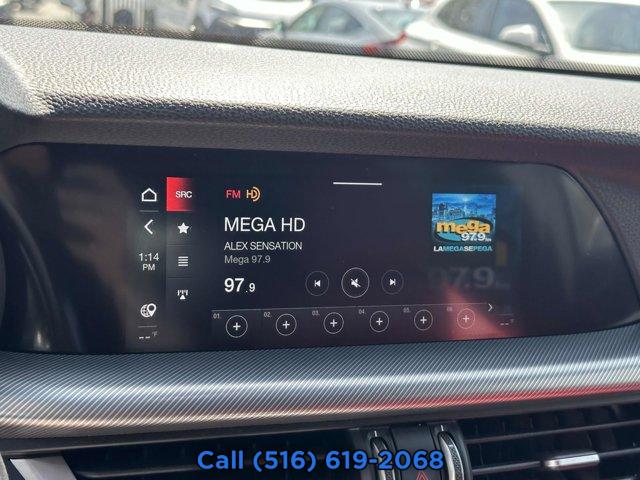 SRC
FM HD
MEGA HD
ALEX SENSATION
Mega 97.9
97.9
1:14
PM
mega
97.9 fm
LAMEGASEPEGA
01. 02. 03. 04. 05. 06.
-- °F
-- °F
Call (516) 619-2068